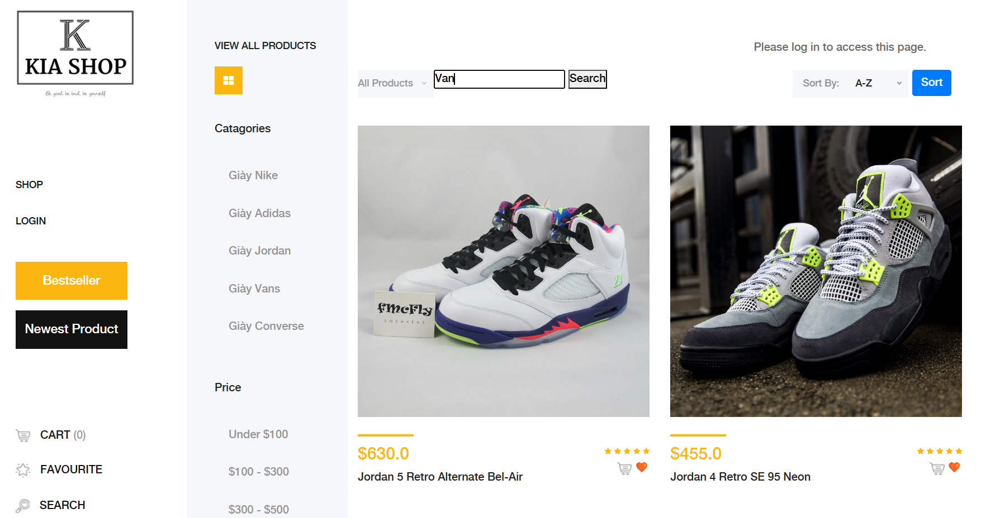 K
KIA SHOP
Be good, be bad, be yourself
SHOP
LOGIN
Bestseller
Newest Product
CART (0)
FAVOURITE
SEARCH
VIEW ALL PRODUCTS
Catagories
Giày Nike
Giày Adidas
Giày Jordan
Giày Vans
Giày Converse
Price
Under $100
$100 - $300
$300 - $500
Please log in to access this page.
All Products Van Search Sort By: A-Z Sort
23
fmcFly
SNEAKERS
$630.0
Jordan 5 Retro Alternate Bel-Air
$455.0
Jordan 4 Retro SE 95 Neon